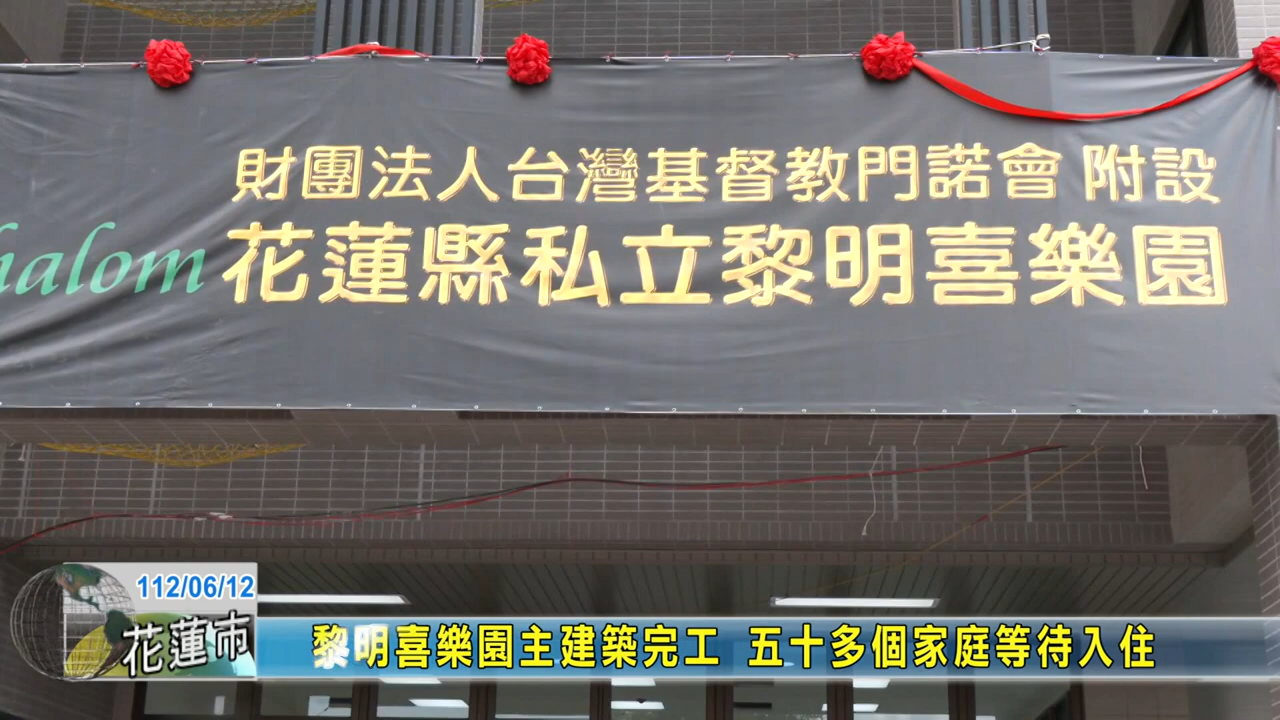 財團法人台灣基督教門諾會 附設
halom
花蓮縣私立黎明喜樂園
112/06/12
花蓮市
黎明喜樂園主建築完工 五十多個家庭等待入住